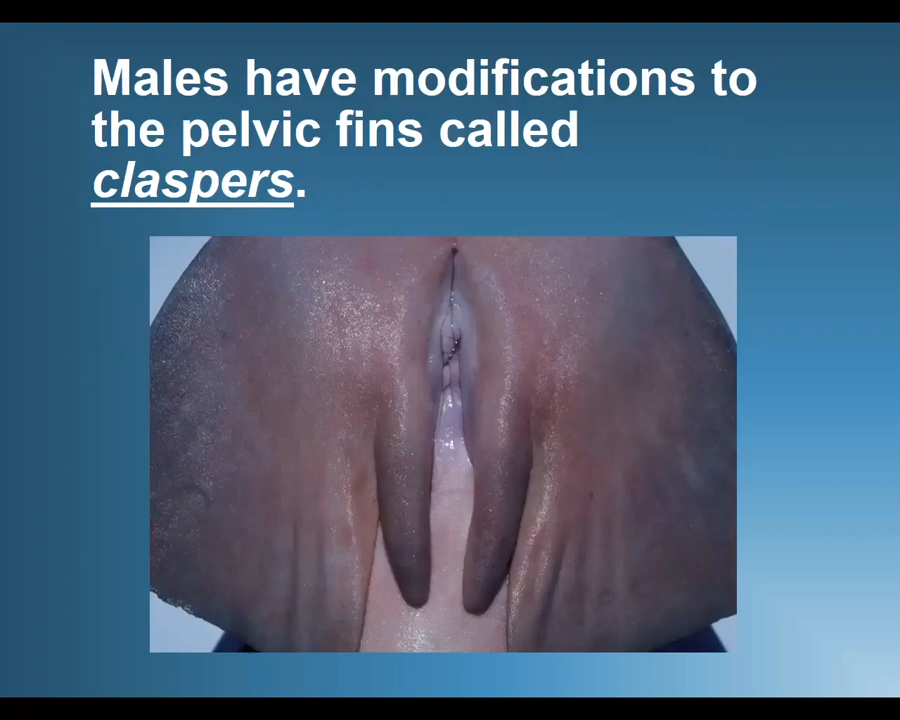 Males have modifications to
the pelvic fins called
claspers.